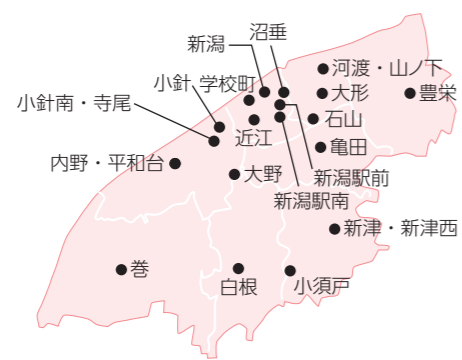 沼垂
新潟
河渡・山ノ下
小針
学校町
大形
豊栄
小針南・寺尾
石山
近江
亀田
内野・平和台
大野
新潟駅前
新潟駅南
新津・新津西
巻
白根
小須戸